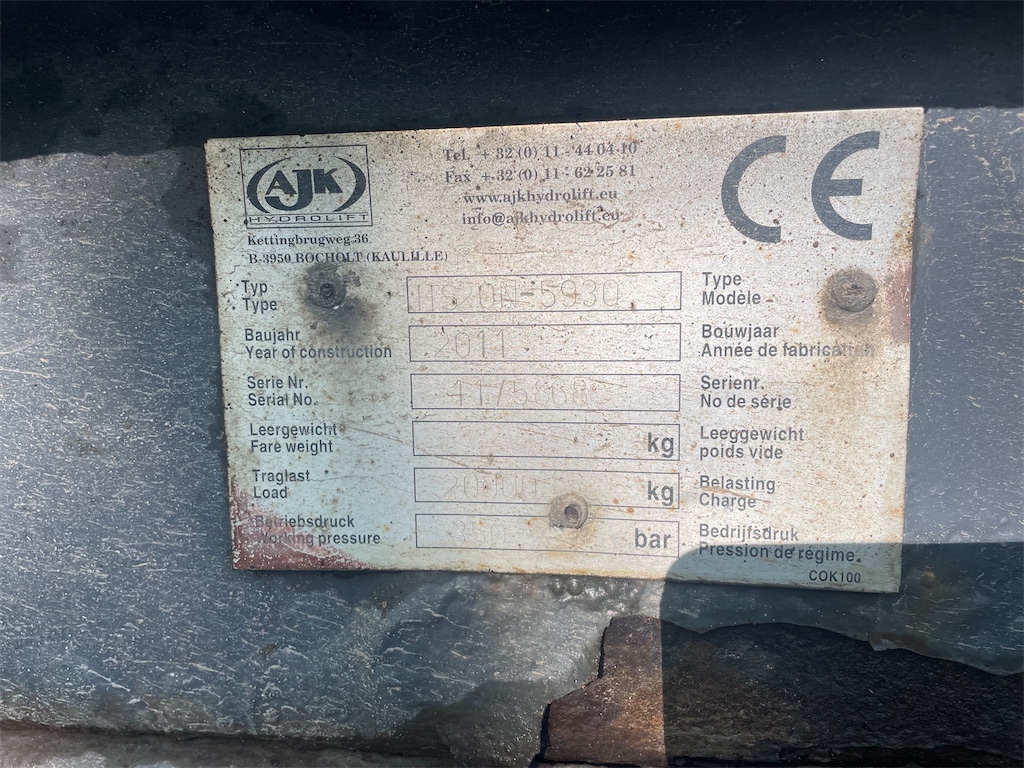 AJK
HYDROLIFT
Kettingbrugweg 36
B-3950 BOCHOLT (KAULILLE)
Tel. + 32 (0) 11 - 44 04 10
Fax + 32 (0) 11 - 62 25 81
www.ajkhydrolift.eu
info@ajkhydrolift.eu
CE
Typ
Type
Type
Modèle
Baujahr
Year of construction
2011
Bouwjaar
Année de fabrication
Serie Nr.
Serial No.
Serienr.
No de série
Leergewicht
Fare weight
kg
Leeggewicht
poids vide
Traglast
Load
kg
Belasting
Charge
Betriebsdruck
Working pressure
350
bar
Bedrijfsdruk
Pression de régime.
COK100